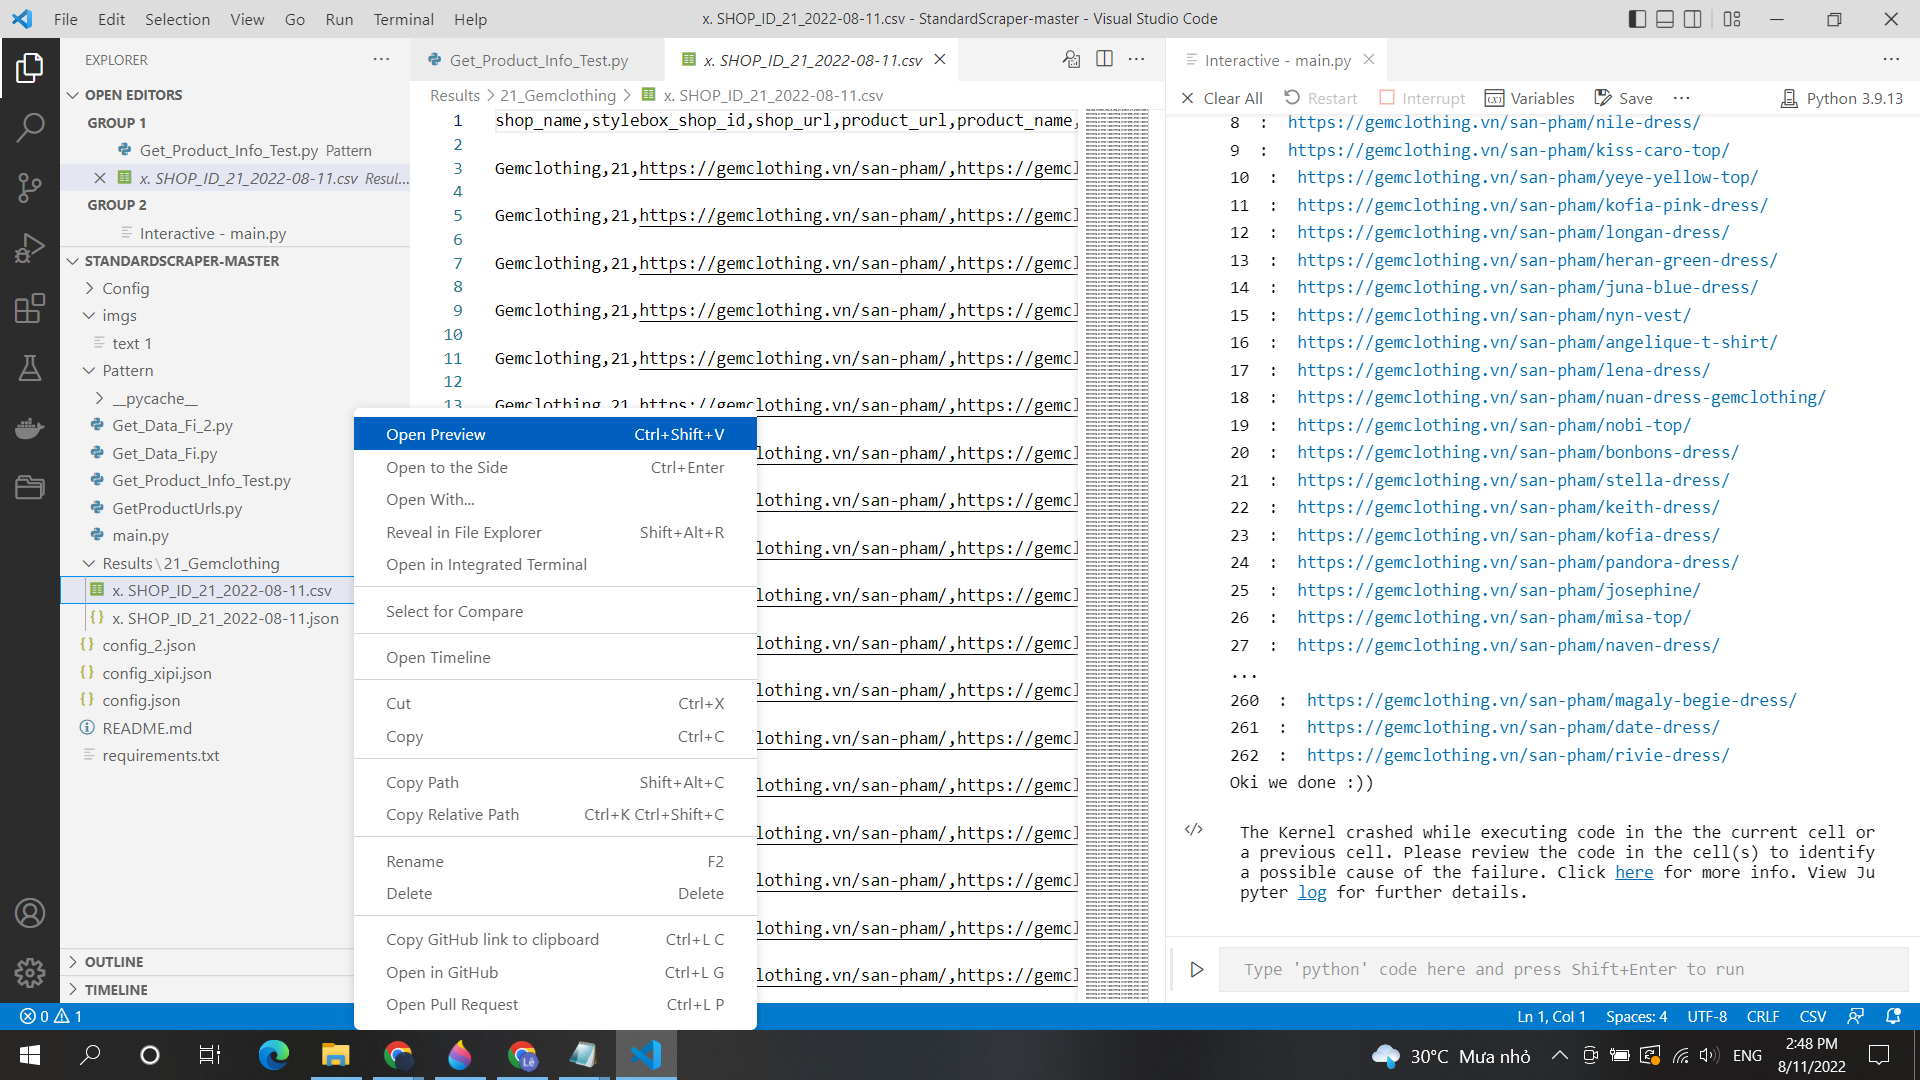 File Edit Selection View Go Run Terminal Help
x. SHOP_ID_21_2022-08-11.csv - StandardScraper-master - Visual Studio Code
EXPLORER
OPEN EDITORS
GROUP 1
Get_Product_Info_Test.py Pattern
x. SHOP_ID_21_2022-08-11.csv Resul...
GROUP 2
Interactive - main.py
STANDARDSCRAPER-MASTER
Config
imgs
text 1
Pattern
__pycache__
Get_Data_Fi_2.py
Get_Data_Fi.py
Get_Product_Info_Test.py
GetProductUrls.py
main.py
Results\21_Gemclothing
x. SHOP_ID_21_2022-08-11.csv
x. SHOP_ID_21_2022-08-11.json
config_2.json
config_xipi.json
config.json
README.md
requirements.txt
OUTLINE
TIMELINE
Get_Product_Info_Test.py
x. SHOP_ID_21_2022-08-11.csv
Results > 21_Gemclothing > x. SHOP_ID_21_2022-08-11.csv
1 shop_name,stylebox_shop_id,shop_url,product_url,product_name,
2
3 Gemclothing,21,https://gemclothing.vn/san-pham/,https://gemcl
4
5 Gemclothing,21,https://gemclothing.vn/san-pham/,https://gemcl
6
7 Gemclothing,21,https://gemclothing.vn/san-pham/,https://gemcl
8
9 Gemclothing,21,https://gemclothing.vn/san-pham/,https://gemcl
10
11 Gemclothing,21,https://gemclothing.vn/san-pham/,https://gemcl
12
13 Gemclothing,21,https://gemclothing.vn/san-pham/,https://gemcl
lothing.vn/san-pham/,https://gemcl
lothing.vn/san-pham/,https://gemcl
lothing.vn/san-pham/,https://gemcl
lothing.vn/san-pham/,https://gemcl
lothing.vn/san-pham/,https://gemcl
lothing.vn/san-pham/,https://gemcl
lothing.vn/san-pham/,https://gemcl
lothing.vn/san-pham/,https://gemcl
lothing.vn/san-pham/,https://gemcl
lothing.vn/san-pham/,https://gemcl
lothing.vn/san-pham/,https://gemcl
lothing.vn/san-pham/,https://gemcl
Open Preview Ctrl+Shift+V
Open to the Side Ctrl+Enter
Open With...
Reveal in File Explorer Shift+Alt+R
Open in Integrated Terminal
Select for Compare
Open Timeline
Cut Ctrl+X
Copy Ctrl+C
Copy Path Shift+Alt+C
Copy Relative Path Ctrl+K Ctrl+Shift+C
Rename F2
Delete Delete
Copy GitHub link to clipboard Ctrl+L C
Open in GitHub Ctrl+L G
Open Pull Request Ctrl+L P
Interactive - main.py
Clear All Restart Interrupt Variables Save ... Python 3.9.13
8 : https://gemclothing.vn/san-pham/nile-dress/
9 : https://gemclothing.vn/san-pham/kiss-caro-top/
10 : https://gemclothing.vn/san-pham/yeye-yellow-top/
11 : https://gemclothing.vn/san-pham/kofia-pink-dress/
12 : https://gemclothing.vn/san-pham/longan-dress/
13 : https://gemclothing.vn/san-pham/heran-green-dress/
14 : https://gemclothing.vn/san-pham/juna-blue-dress/
15 : https://gemclothing.vn/san-pham/nyn-vest/
16 : https://gemclothing.vn/san-pham/angelique-t-shirt/
17 : https://gemclothing.vn/san-pham/lena-dress/
18 : https://gemclothing.vn/san-pham/nuan-dress-gemclothing/
19 : https://gemclothing.vn/san-pham/nobi-top/
20 : https://gemclothing.vn/san-pham/bonbons-dress/
21 : https://gemclothing.vn/san-pham/stella-dress/
22 : https://gemclothing.vn/san-pham/keith-dress/
23 : https://gemclothing.vn/san-pham/kofia-dress/
24 : https://gemclothing.vn/san-pham/pandora-dress/
25 : https://gemclothing.vn/san-pham/josephine/
26 : https://gemclothing.vn/san-pham/misa-top/
27 : https://gemclothing.vn/san-pham/naven-dress/
...
260 : https://gemclothing.vn/san-pham/magaly-begie-dress/
261 : https://gemclothing.vn/san-pham/date-dress/
262 : https://gemclothing.vn/san-pham/rivie-dress/
Oki we done :))
The Kernel crashed while executing code in the the current cell or
a previous cell. Please review the code in the cell(s) to identify
a possible cause of the failure. Click here for more info. View Ju
pyter log for further details.
Type 'python' code here and press Shift+Enter to run
0 1
Ln 1, Col 1 Spaces: 4 UTF-8 CRLF CSV
Lê
30°C Mưa nhỏ
ENG
2:48 PM
8/11/2022